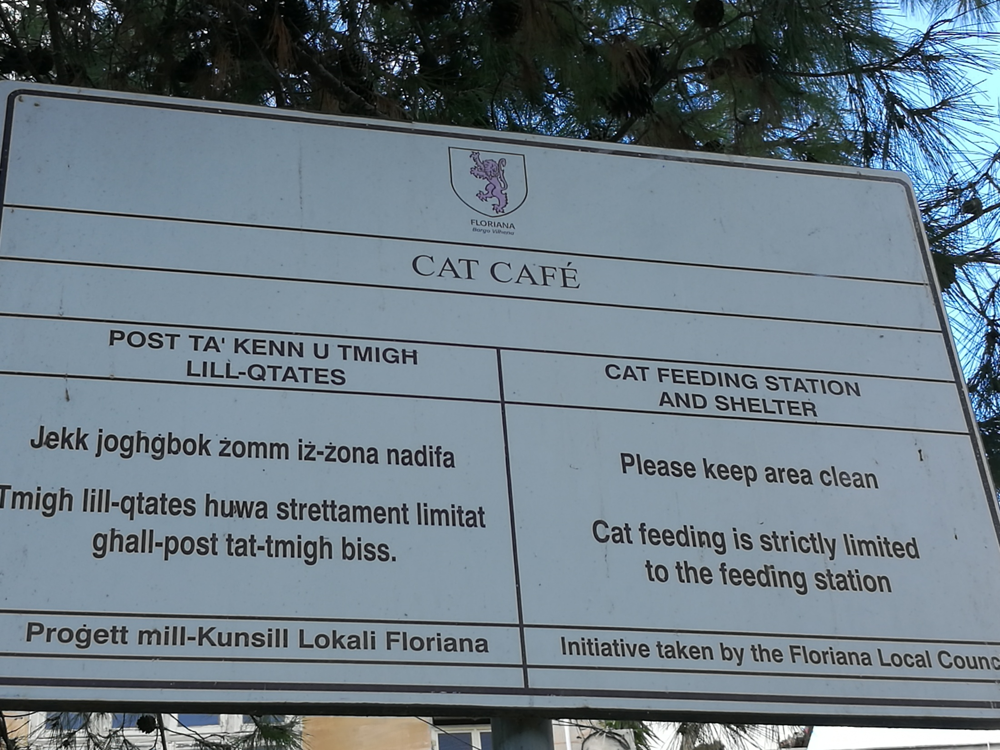 FLORIANA
Borgo Vilhena
CAT CAFÉ
POST TA' KENN U TMIGĦ
LILL-QTATES
Jekk jogħġbok żomm iż-żona nadifa
Tmigħ lill-qtates huwa strettament limitat
għall-post tat-tmigħ biss.
Proġett mill-Kunsill Lokali Floriana
CAT FEEDING STATION
AND SHELTER
Please keep area clean
Cat feeding is strictly limited
to the feeding station
Initiative taken by the Floriana Local Counc